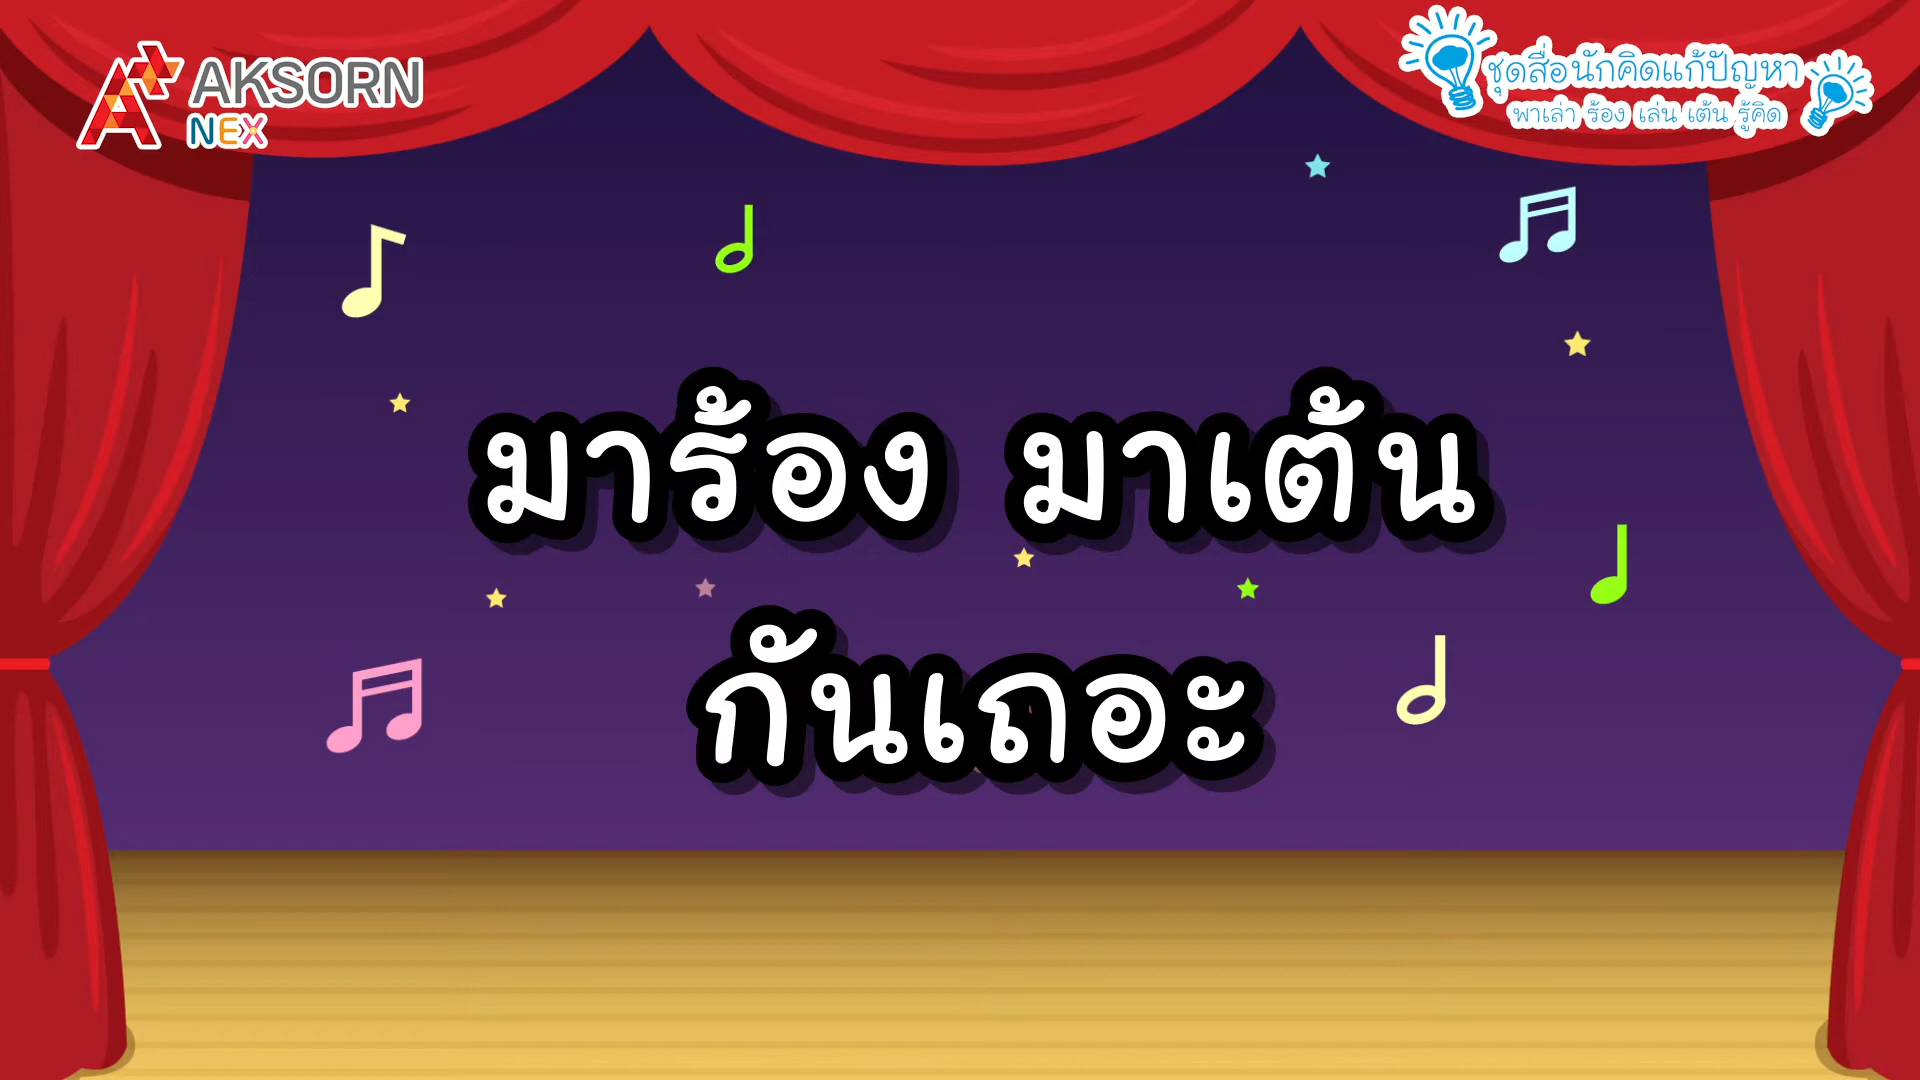 AKSORN
NEX
ชุดสื่อนักคิดแก้ปัญหา
พาเล่า ร้อง เล่น เต้น รู้คิด
มาร้อง มาเต้น
กันเถอะ